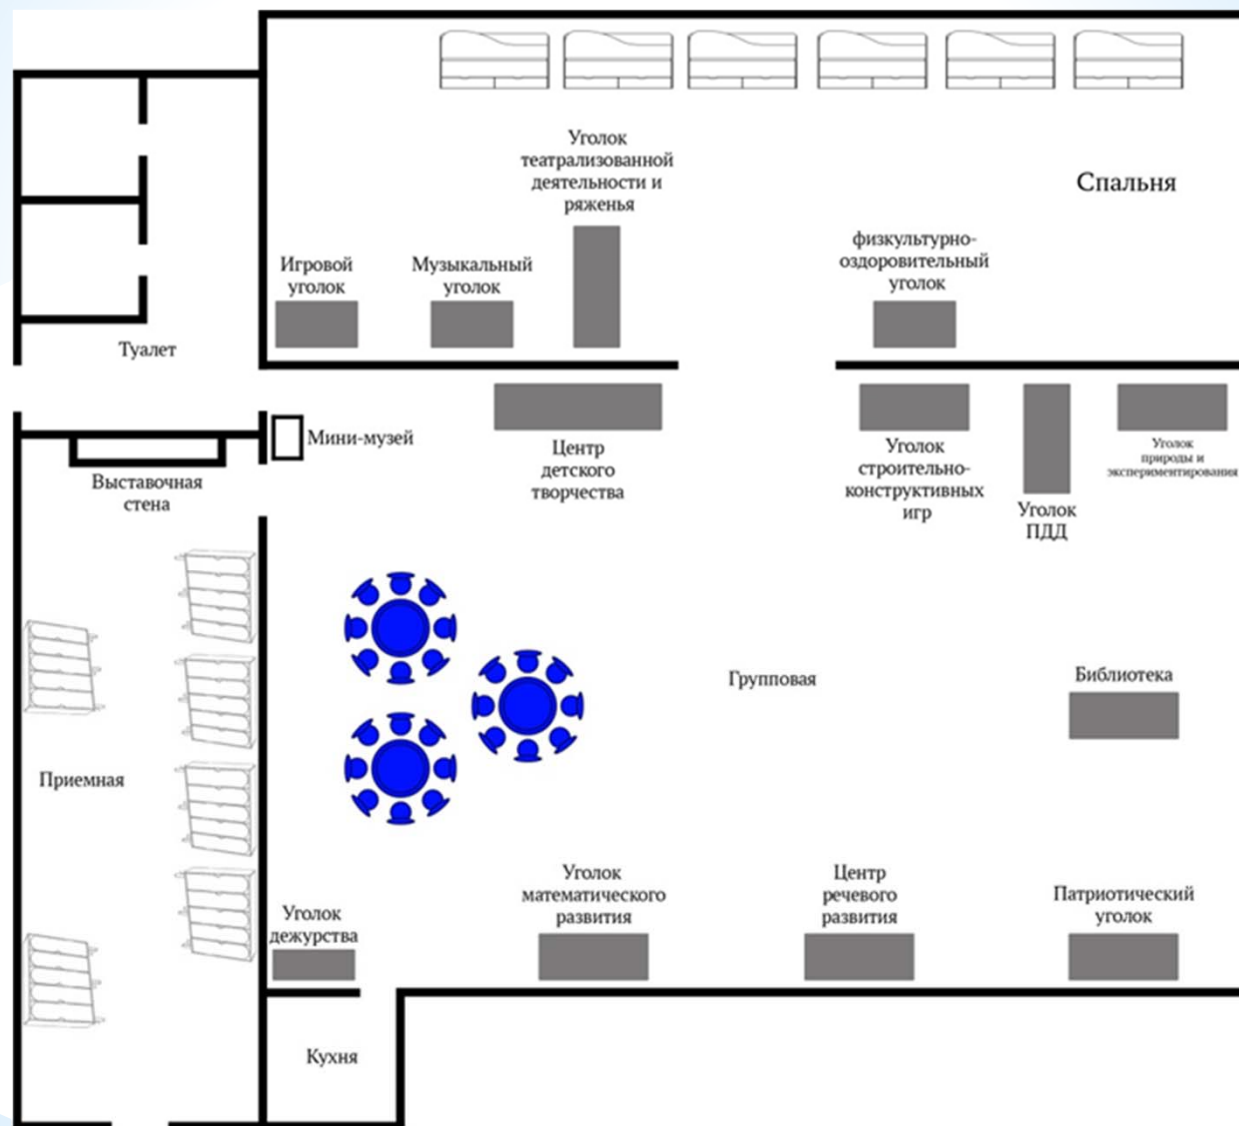 Уголок
театрализованной
деятельности и
ряженья
Спальня
физкультурно-
оздоровительный
уголок
Игровой
уголок
Музыкальный
уголок
Туалет
Мини-музей
Центр
детского
творчества
Уголок
строительно-
конструктивных
игр
Уголок
ПДД
Уголок
природы и
экспериментирования
Выставочная
стена
Групповая
Библиотека
Приемная
Уголок
дежурства
Уголок
математического
развития
Центр
речевого
развития
Патриотический
уголок
Кухня